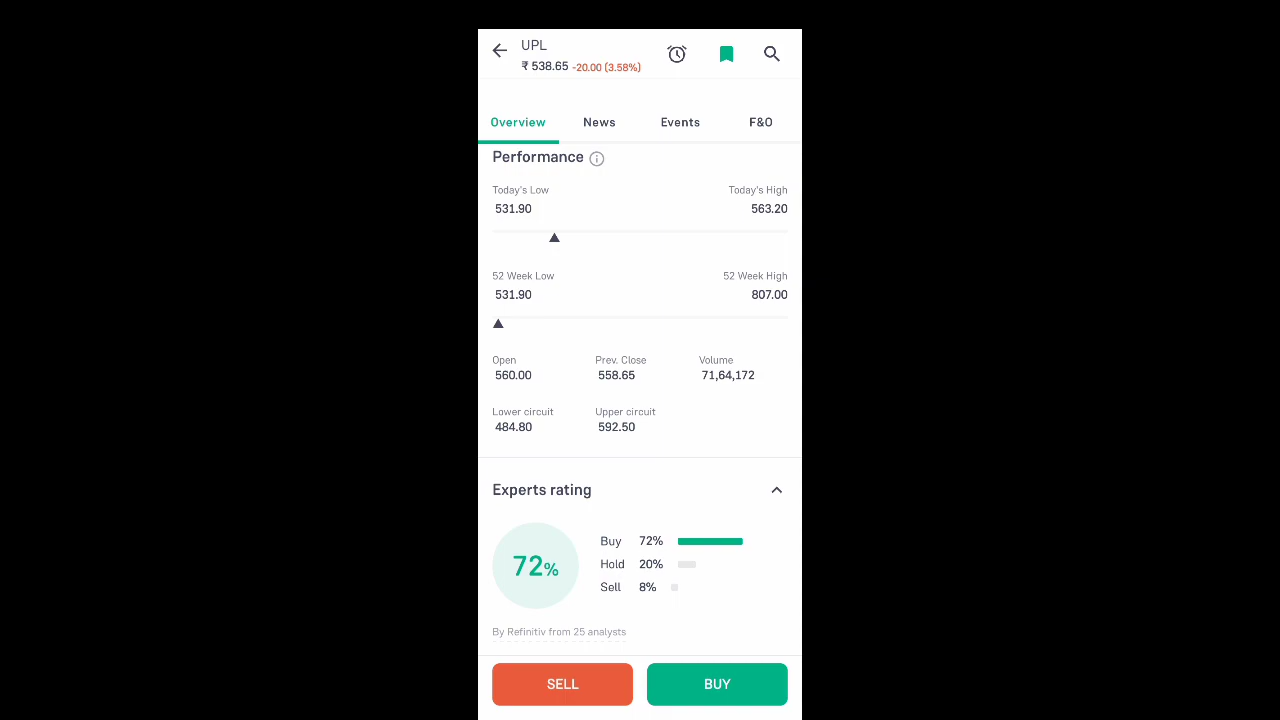 UPL
₹ 538.65 -20.00 (3.58%)
Overview News Events F&O
Performance
Today's Low Today's High
531.90 563.20
52 Week Low 52 Week High
531.90 807.00
Open Prev. Close Volume
560.00 558.65 71,64,172
Lower circuit Upper circuit
484.80 592.50
Experts rating
72%
Buy 72%
Hold 20%
Sell 8%
By Refinitiv from 25 analysts
SELL BUY